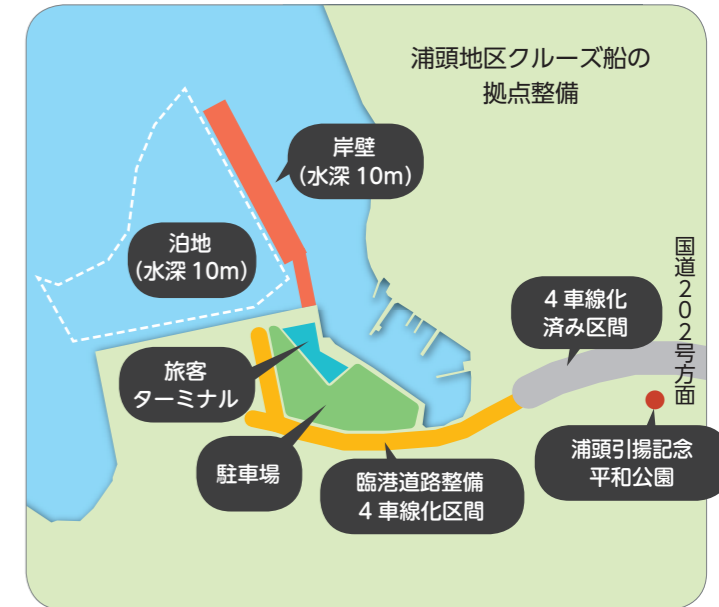 浦頭地区クルーズ船の
拠点整備
岸壁
（水深 10m）
泊地
（水深 10m）
国道202号方面
4 車線化
済み区間
旅客
ターミナル
浦頭引揚記念
平和公園
駐車場
臨港道路整備
4 車線化区間